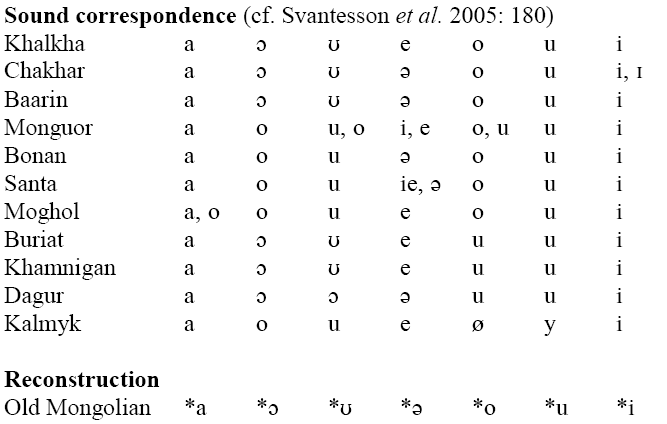 Sound correspondence (cf. Svantesson et al. 2005: 180)
Khalkha a ɔ ʊ e o u i
Chakhar a ɔ ʊ ə o u i, ɪ
Baarin a ɔ ʊ ə o u i
Monguor a o u, o i, e o, u u i
Bonan a o u ə o u i
Santa a o u ie, ə o u i
Moghol a, o o u e o u i
Buriat a ɔ ʊ e u u i
Khamnigan a ɔ ʊ e u u i
Dagur a ɔ ɔ ə u u i
Kalmyk a o u e ø y i
Reconstruction
Old Mongolian *a *ɔ *ʊ *ə *o *u *i